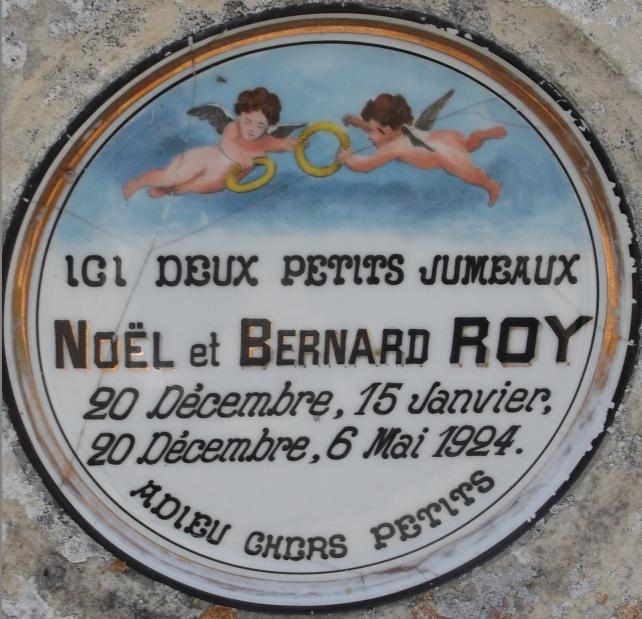 ICI DEUX PETITS JUMEAUX
NOËL et BERNARD ROY
20 Décembre, 15 Janvier,
20 Décembre, 6 Mai 1924.
ADIEU CHERS PETITS